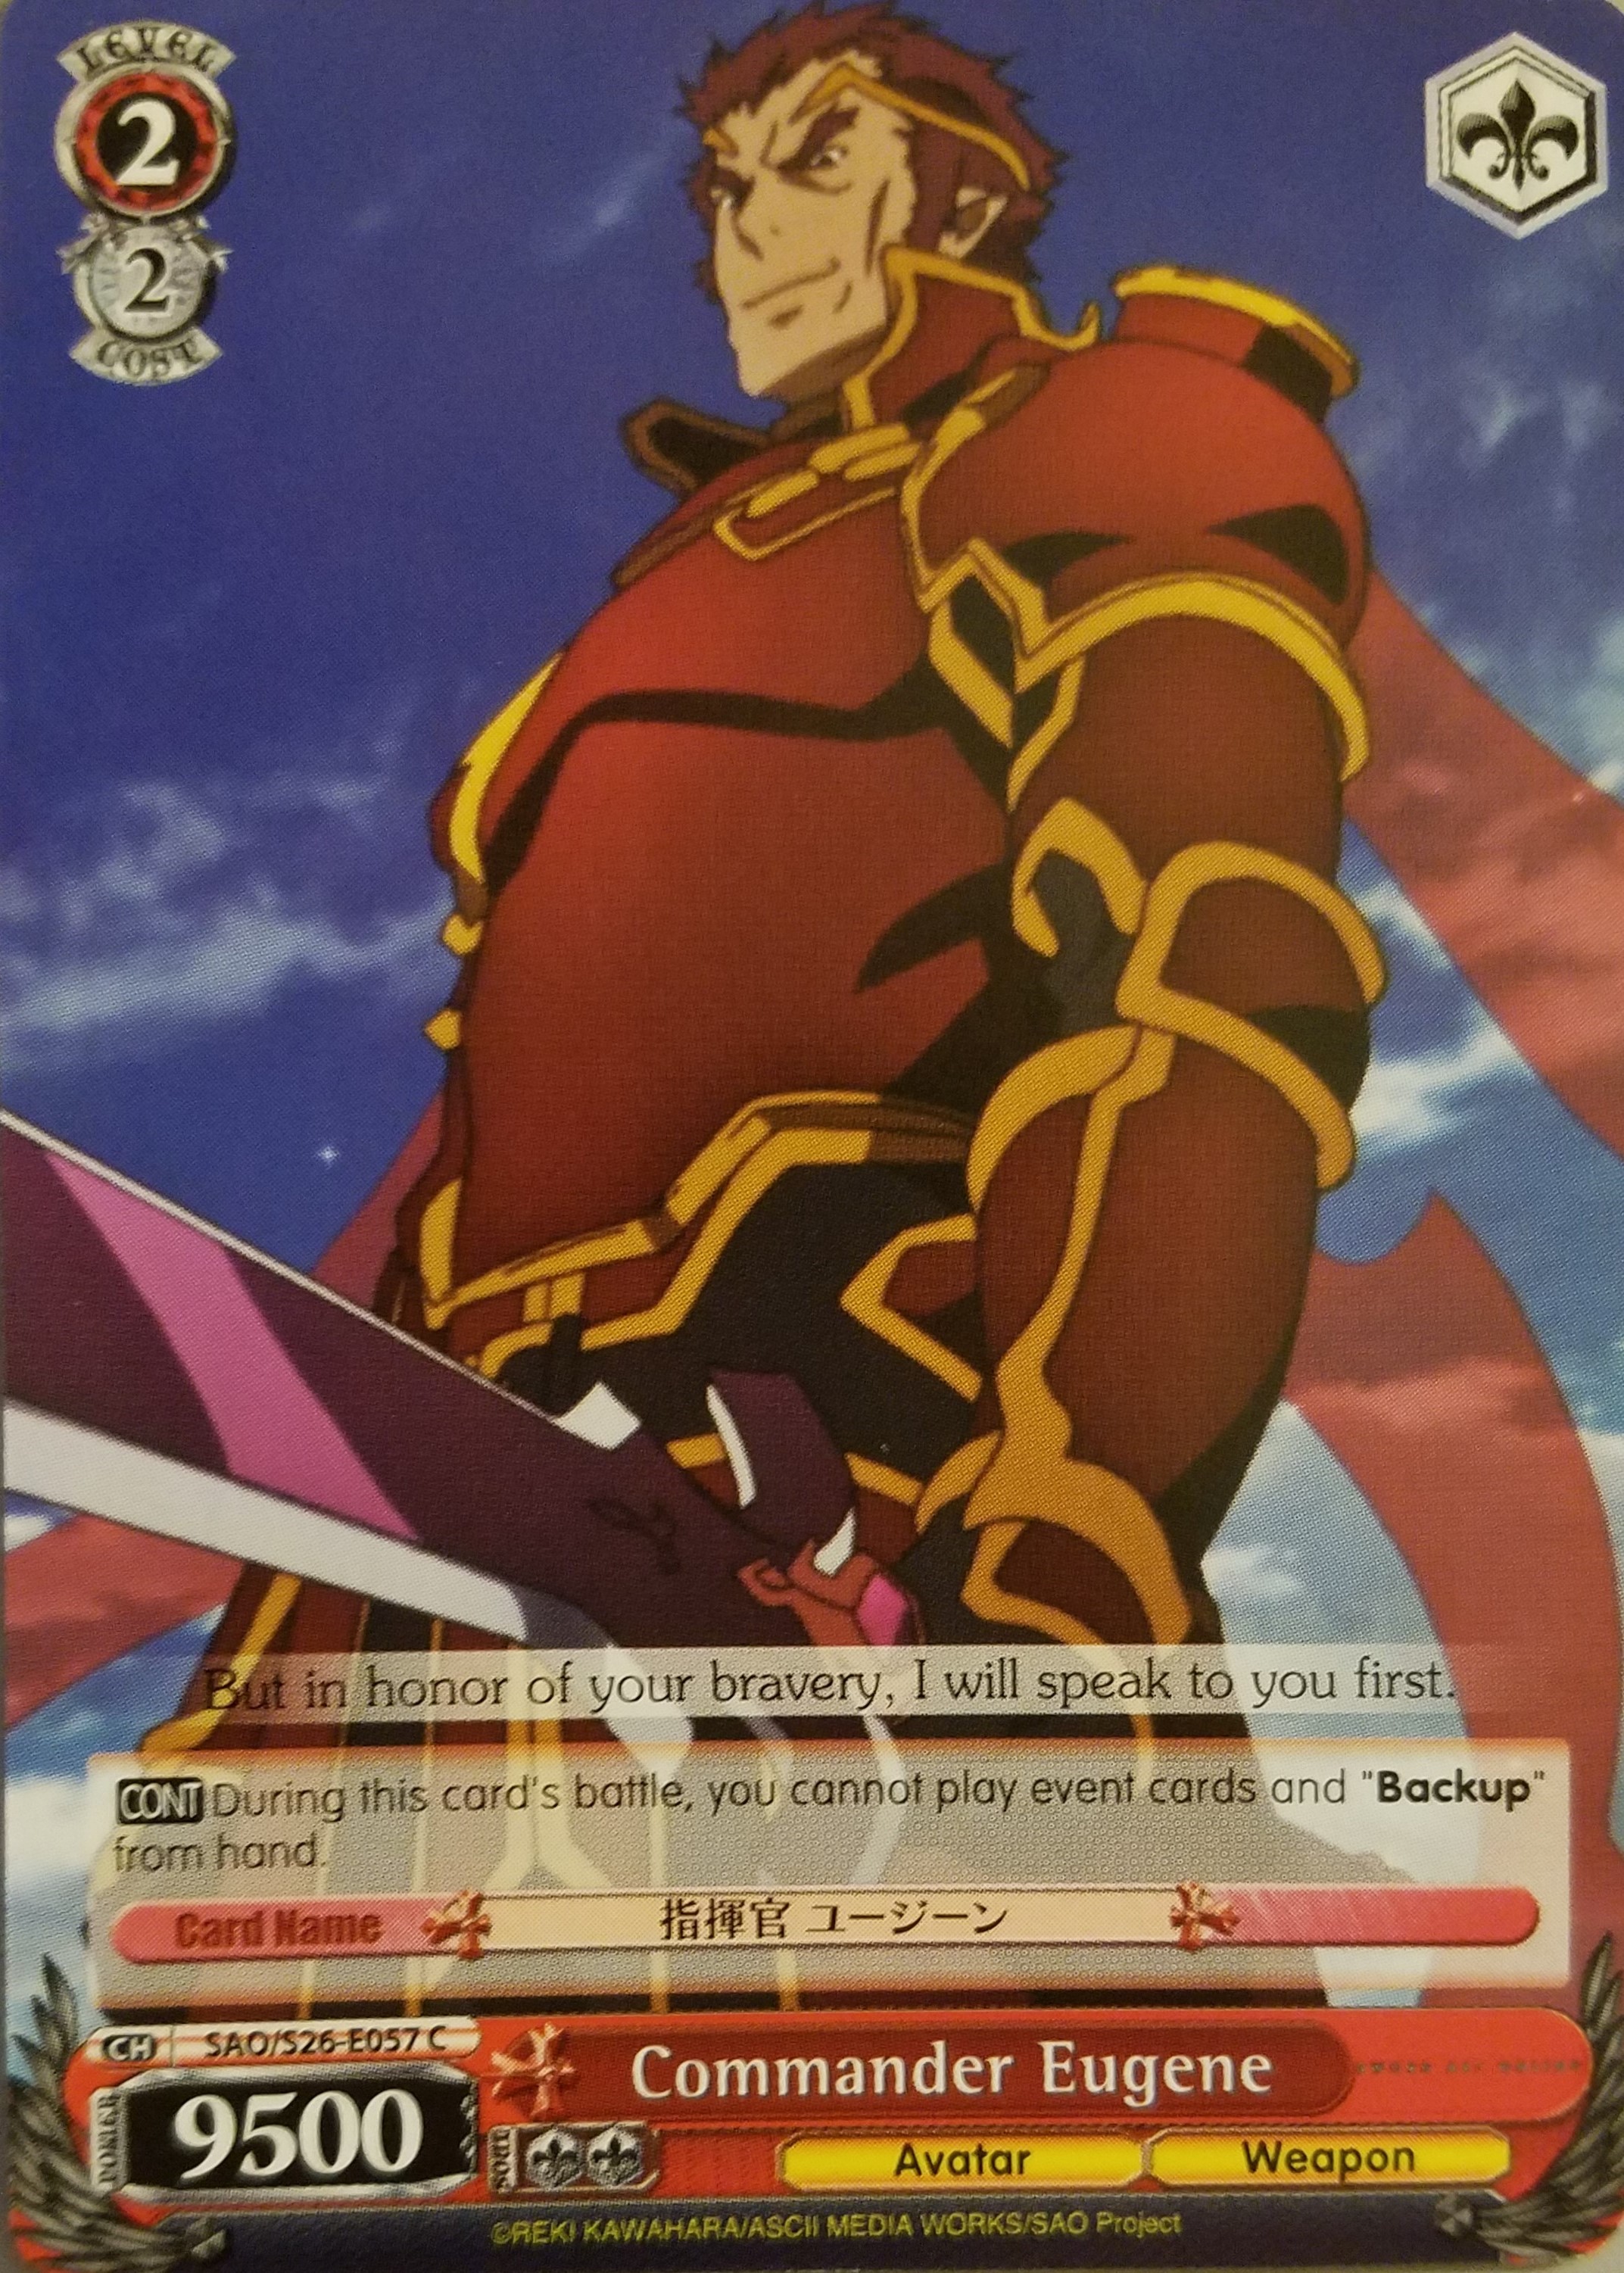 LEVEL
2
2
COST
But in honor of your bravery, I will speak to you first.
CONT During this card's battle, you cannot play event cards and "Backup"
from hand.
Card Name 指揮官 ユージーン
CH SAO/S26-E057 C
Commander Eugene
POWER 9500
SOUL
Avatar Weapon
©REKI KAWAHARA/ASCII MEDIA WORKS/SAO Project